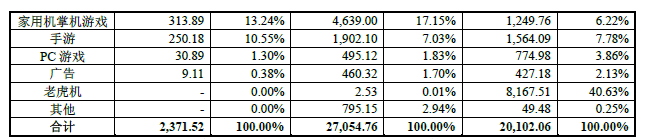 家用机掌机游戏 313.89 13.24% 4,639.00 17.15% 1,249.76 6.22%
手游 250.18 10.55% 1,902.10 7.03% 1,564.09 7.78%
PC 游戏 30.89 1.30% 495.12 1.83% 774.98 3.86%
广告 9.11 0.38% 460.32 1.70% 427.18 2.13%
老虎机 - 0.00% 2.53 0.01% 8,167.51 40.63%
其他 - 0.00% 795.15 2.94% 49.48 0.25%
合计 2,371.52 100.00% 27,054.76 100.00% 20,102.06 100.00%